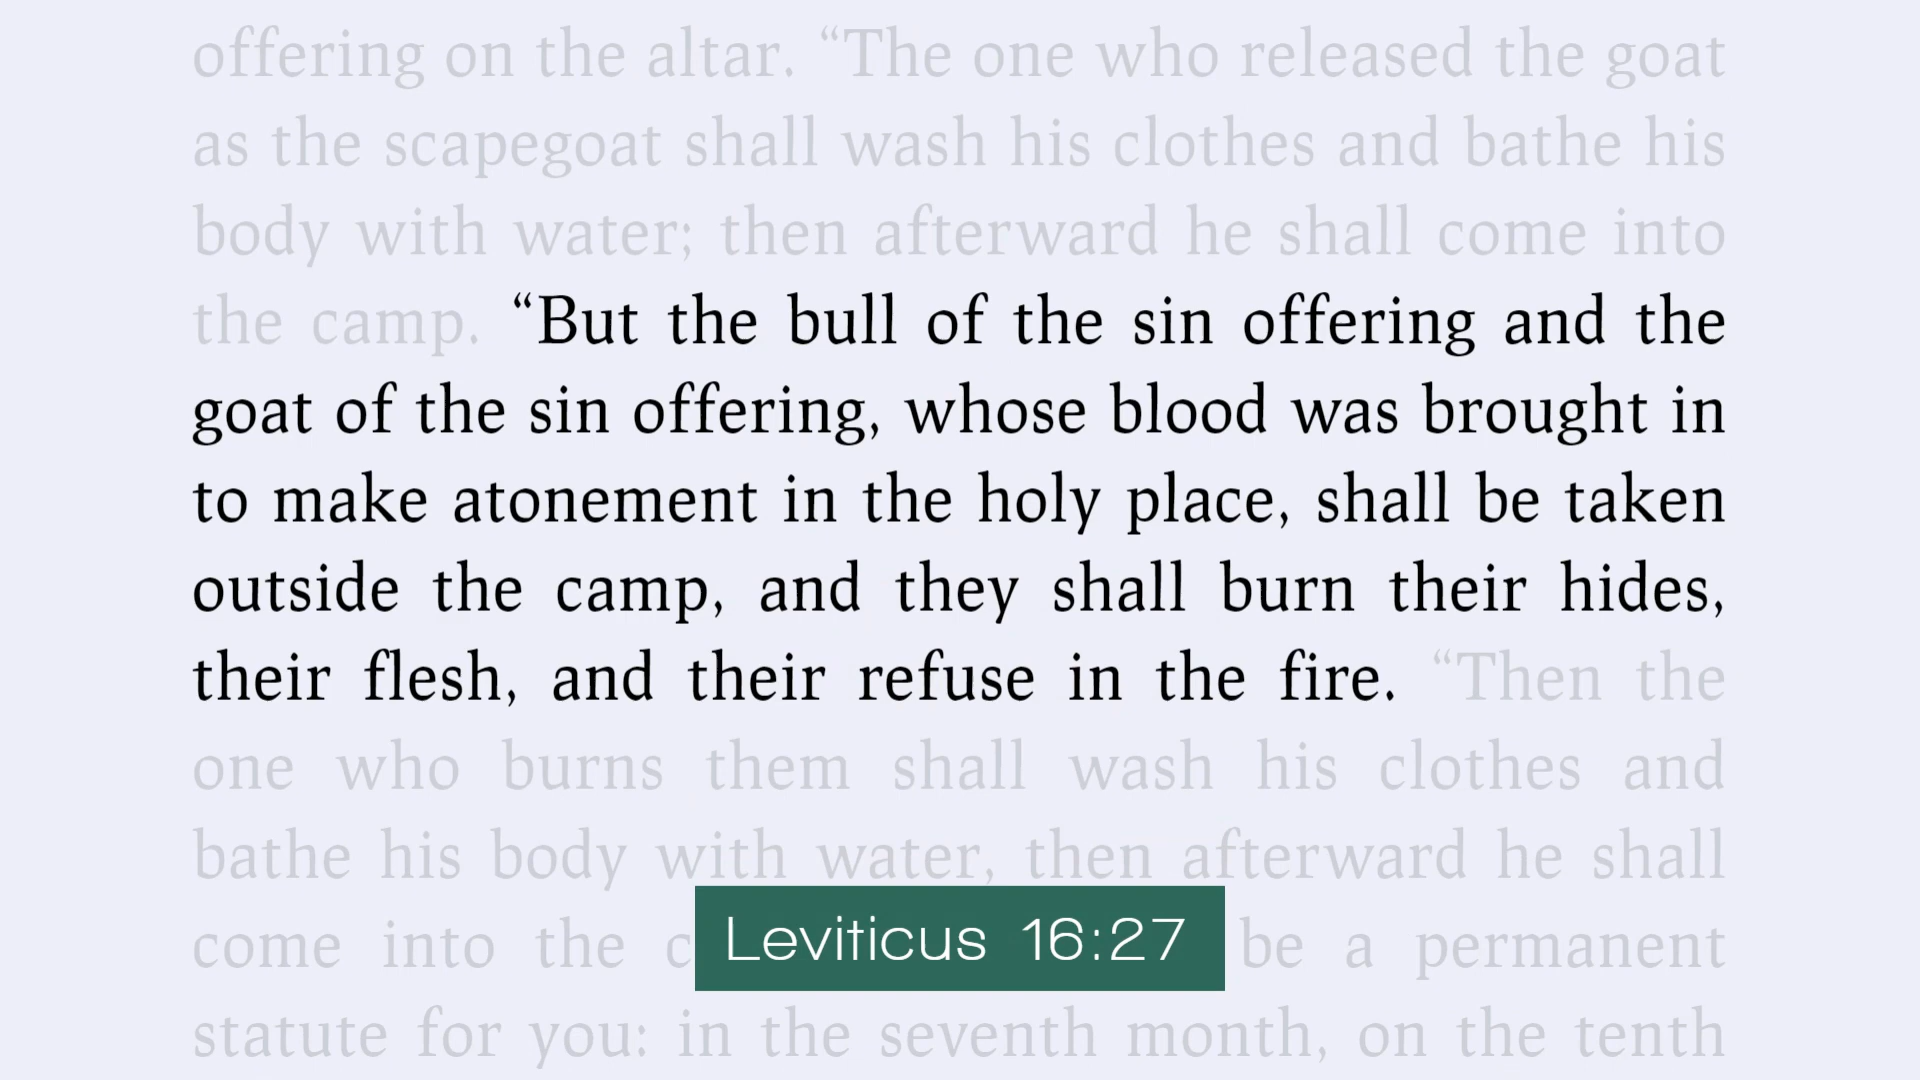 offering on the altar. “The one who released the goat
as the scapegoat shall wash his clothes and bathe his
body with water; then afterward he shall come into
the camp. “But the bull of the sin offering and the
goat of the sin offering, whose blood was brought in
to make atonement in the holy place, shall be taken
outside the camp, and they shall burn their hides,
their flesh, and their refuse in the fire. “Then the
one who burns them shall wash his clothes and
bathe his body with water, then afterward he shall
come into the be a permanent
Leviticus 16:27
statute for you: in the seventh month, on the tenth